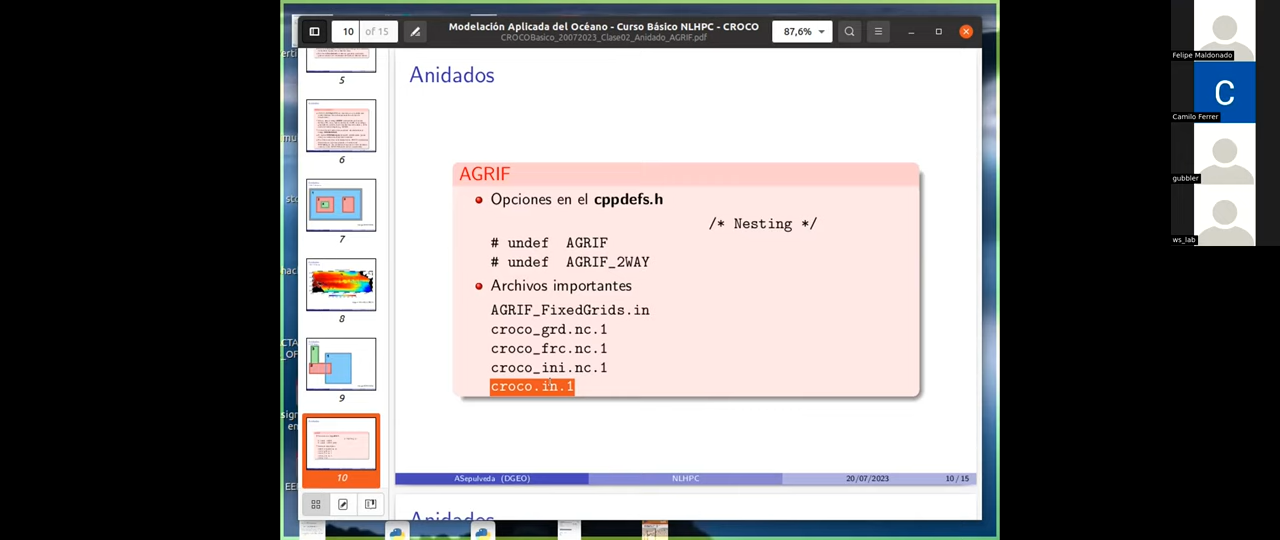 10 of 15
Modelación Aplicada del Océano - Curso Básico NLHPC - CROCO
CROCOBasico_20072023_Clase02_Anidado_AGRIF.pdf
87,6%
5
6
7
8
9
10
Anidados
AGRIF
Opciones en el cppdefs.h
/* Nesting */
# undef AGRIF
# undef AGRIF_2WAY
Archivos importantes
AGRIF_FixedGrids.in
croco_grd.nc.1
croco_frc.nc.1
croco_ini.nc.1
croco.in.1
ASepulveda (DGEO)
NLHPC
20/07/2023
10 / 15
Anidados
Felipe Maldonado
C
Camilo Ferrer
gubbler
ws_lab